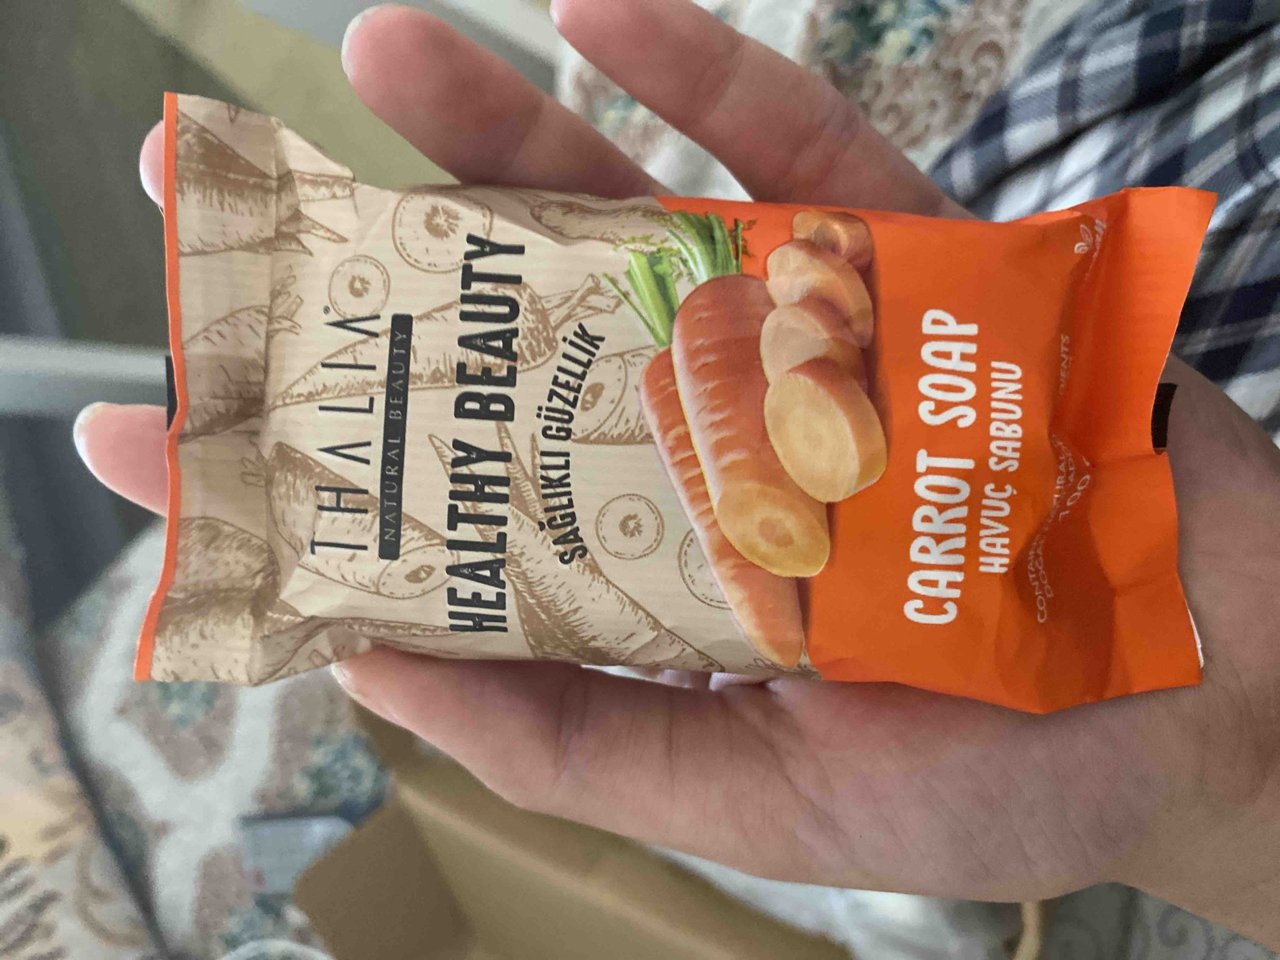 THALIA
NATURAL BEAUTY
HEALTHY BEAUTY
SAĞLIKLI GÜZELLİK
CARROT SOAP
HAVUÇ SABUNU